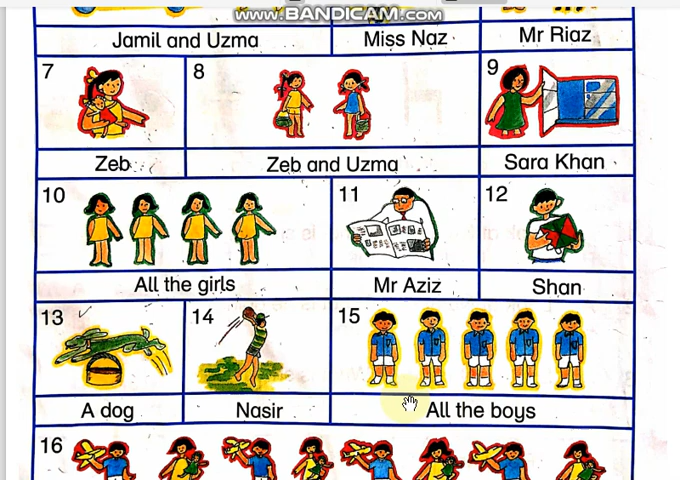 www.BANDICAM.com
Jamil and Uzma
Miss Naz
Mr Riaz
7
8
9
Zeb
Zeb and Uzma
Sara Khan
10
11
12
All the girls
Mr Aziz
Shan
13
14
15
A dog
Nasir
All the boys
16